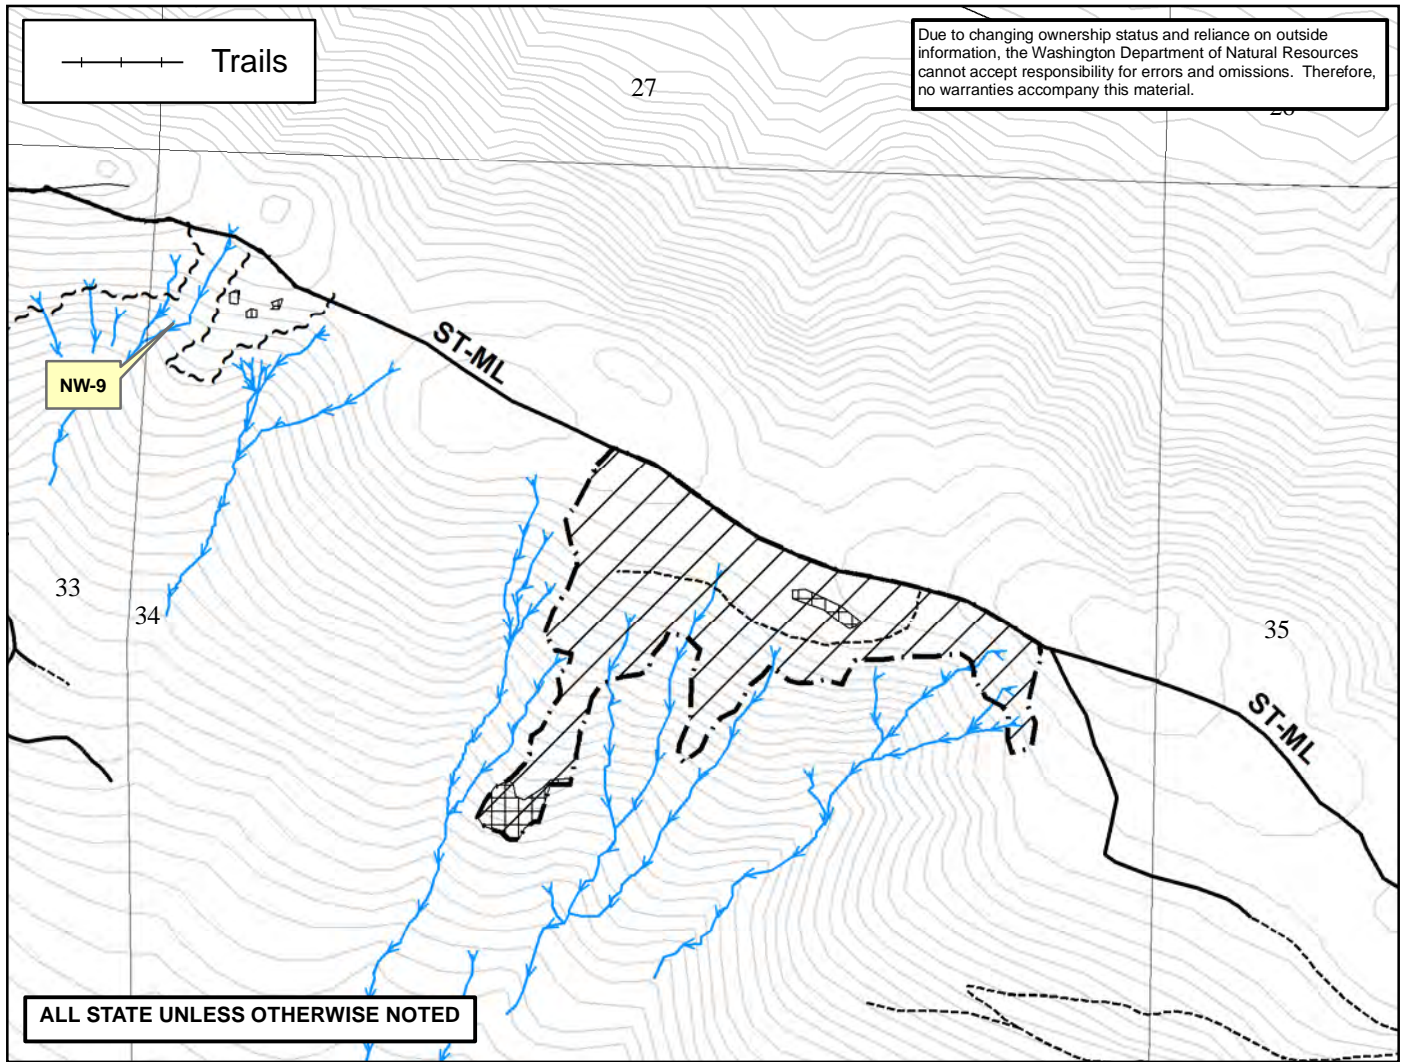 Trails
Due to changing ownership status and reliance on outside
information, the Washington Department of Natural Resources
cannot accept responsibility for errors and omissions.  Therefore,
no warranties accompany this material.
27
ST-ML
NW-9
33
34
35
ST-ML
ALL STATE UNLESS OTHERWISE NOTED